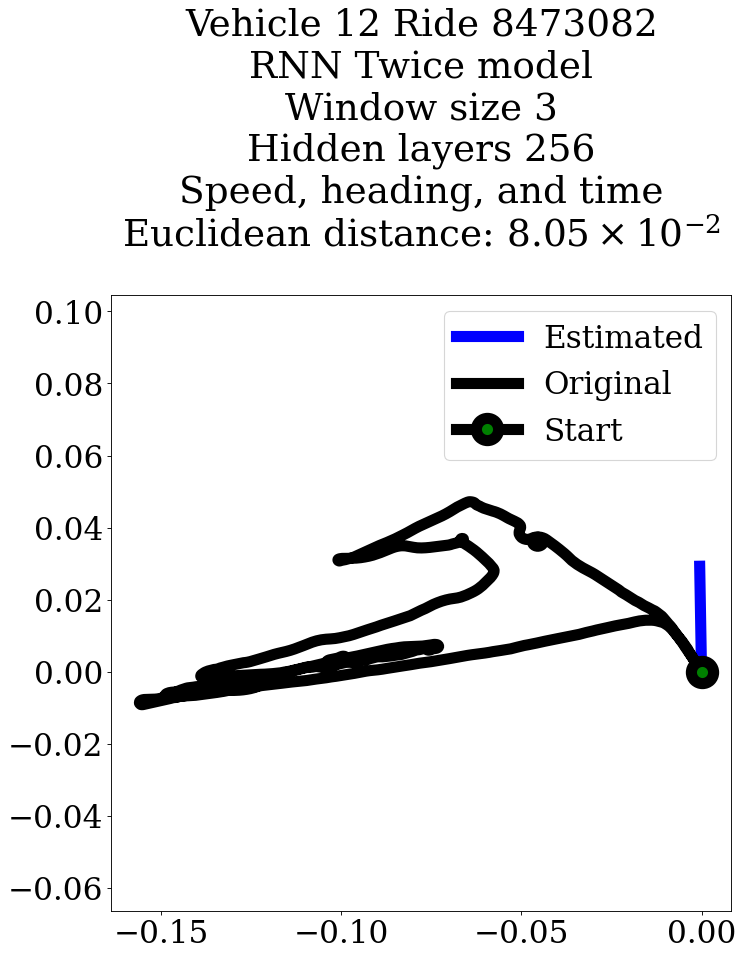 Vehicle 12 Ride 8473082
RNN Twice model
Window size 3
Hidden layers 256
Speed, heading, and time
Euclidean distance: 8.05 × 10⁻²
0.10
0.08
0.06
0.04
0.02
0.00
−0.02
−0.04
−0.06
Estimated
Original
Start
−0.15 −0.10 −0.05 0.00